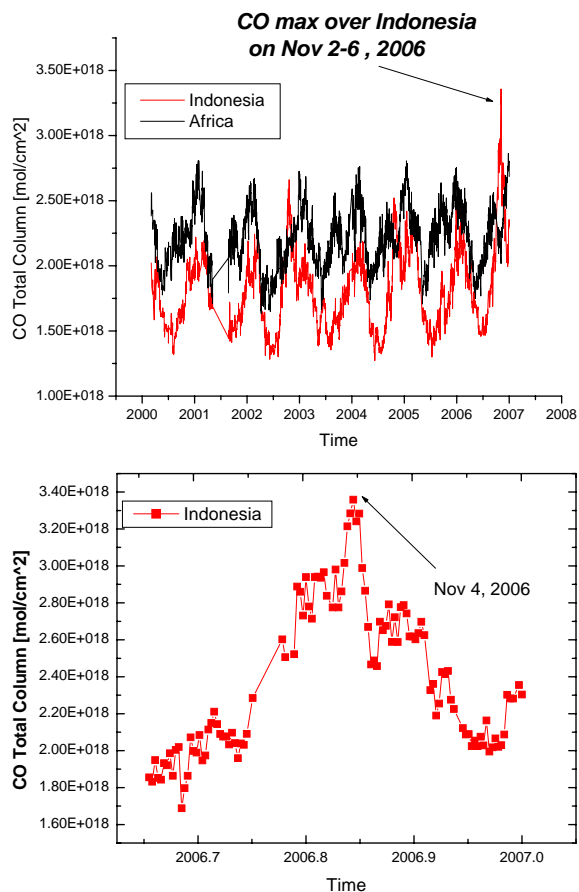 CO max over Indonesia
on Nov 2-6 , 2006
3.50E+018
3.00E+018
2.50E+018
2.00E+018
1.50E+018
1.00E+018
CO Total Column [mol/cm^2]
Indonesia
Africa
2000 2001 2002 2003 2004 2005 2006 2007 2008
Time
3.40E+018
3.20E+018
3.00E+018
2.80E+018
2.60E+018
2.40E+018
2.20E+018
2.00E+018
1.80E+018
1.60E+018
CO Total Column [mol/cm^2]
Indonesia
Nov 4, 2006
2006.7 2006.8 2006.9 2007.0
Time